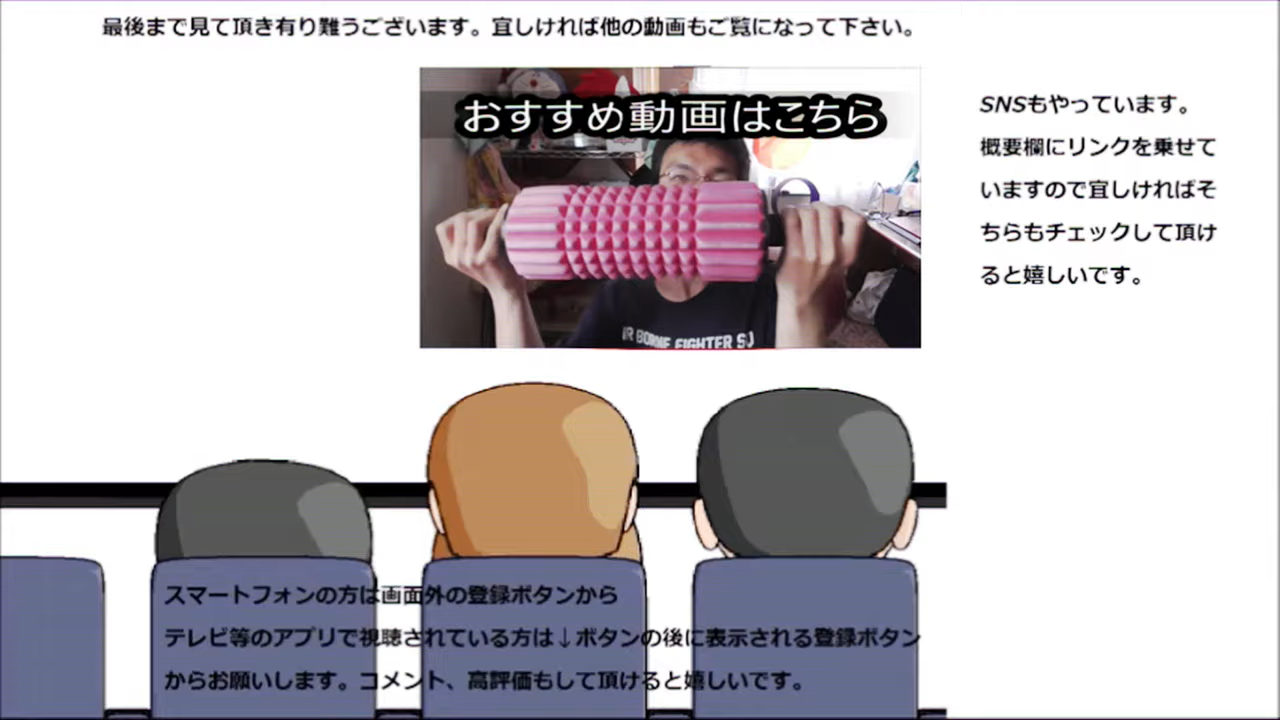 最後まで見て頂き有り難うございます。宜しければ他の動画もご覧になって下さい。
おすすめ動画はこちら
SNSもやっています。
概要欄にリンクを乗せて
いますので宜しければそ
ちらもチェックして頂け
ると嬉しいです。
スマートフォンの方は画面外の登録ボタンから
テレビ等のアプリで視聴されている方は↓ボタンの後に表示される登録ボタン
からお願いします。コメント、高評価もして頂けると嬉しいです。